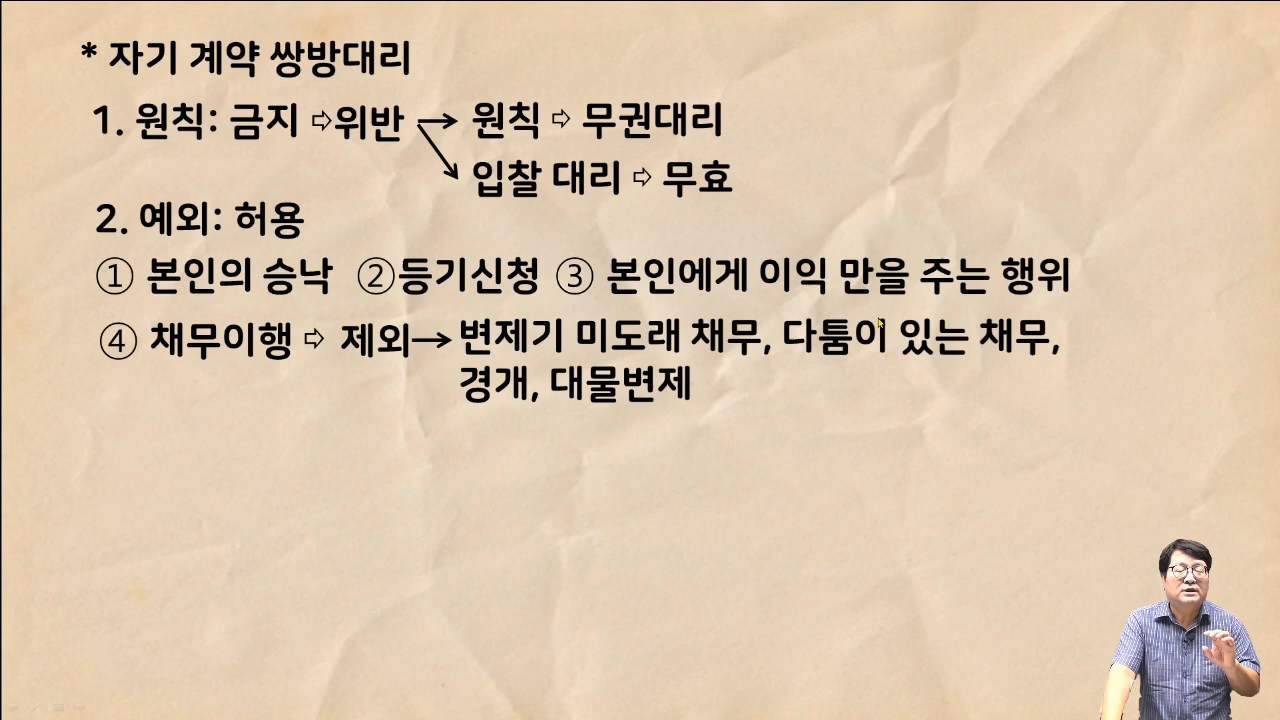 * 자기 계약 쌍방대리
1. 원칙: 금지 ⇨위반 → 원칙 ⇨ 무권대리
입찰 대리 ⇨ 무효
2. 예외: 허용
① 본인의 승낙 ②등기신청 ③ 본인에게 이익 만을 주는 행위
④ 채무이행 ⇨ 제외→변제기 미도래 채무, 다툼이 있는 채무,
경개, 대물변제